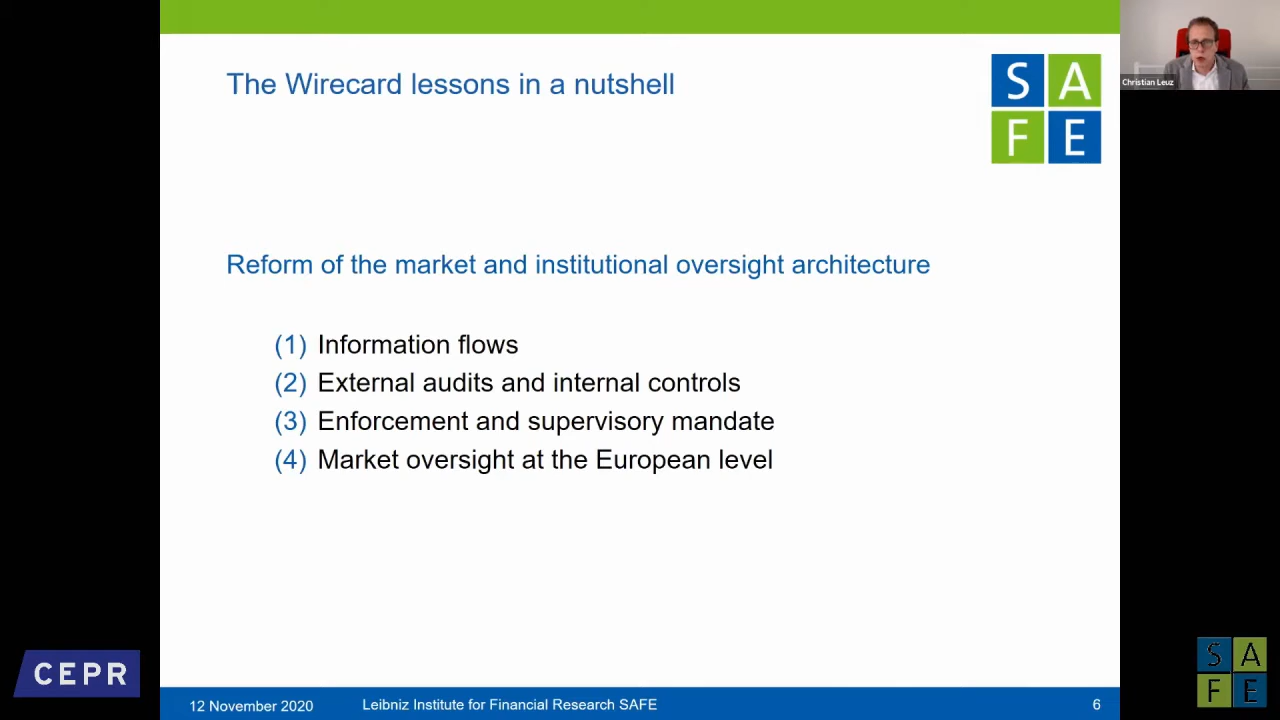 The Wirecard lessons in a nutshell
S A
F E
Christian Leuz
Reform of the market and institutional oversight architecture
(1) Information flows
(2) External audits and internal controls
(3) Enforcement and supervisory mandate
(4) Market oversight at the European level
CEPR
12 November 2020
Leibniz Institute for Financial Research SAFE
6
S A
F E